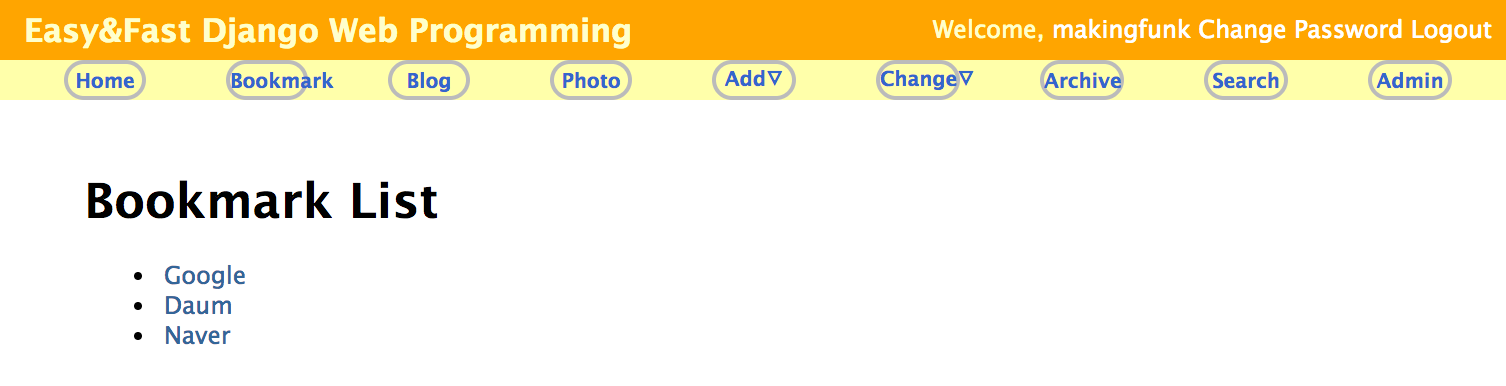 Easy&Fast Django Web Programming Welcome, makingfunk Change Password Logout
Home Bookmark Blog Photo Add▽ Change▽ Archive Search Admin
Bookmark List
• Google
• Daum
• Naver